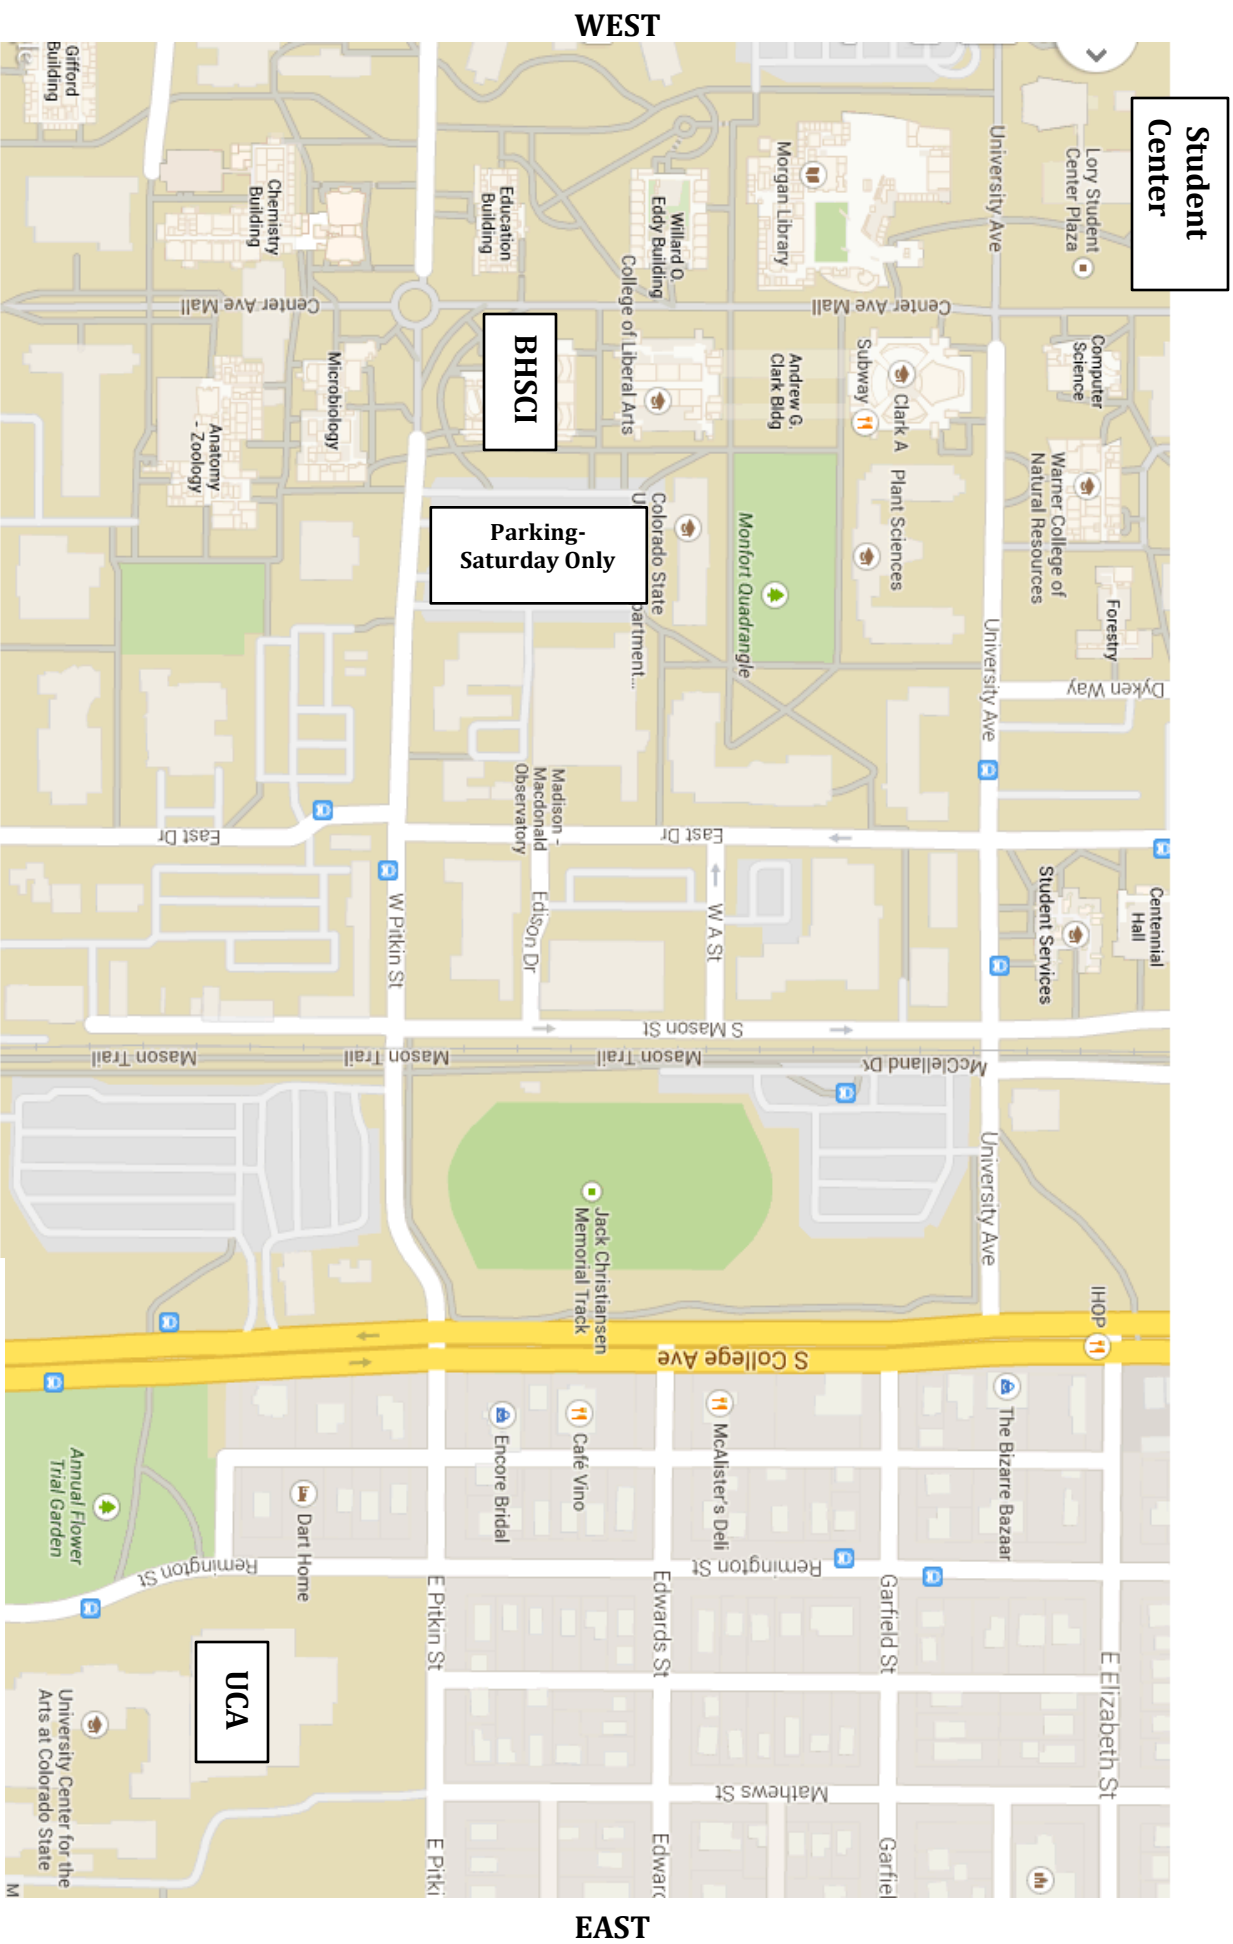 WEST
Student
Center
Gifford
Building
Chemistry
Building
Education
Building
Willard O.
Eddy Building
Morgan Library
University Ave
Lory Student
Center Plaza
Center Ave Mall
Center Ave Mall
College of Liberal Arts
BHSCI
Microbiology
Anatomy
- Zoology
Andrew G.
Clark Bldg
Subway
Clark A
Computer
Science
Warner College of
Natural Resources
Plant Sciences
Forestry
Parking-
Saturday Only
Colorado State
U
partment...
Monfort Quadrangle
University Ave
Dyken Way
Madison -
Macdonald
Observatory
East Dr
East Dr
W Pitkin St
Edison Dr
W A St
Student Services
Centennial
Hall
S Mason St
Mason Trail
Mason Trail
Mason Trail
Mason Trail
McClelland Dr
University Ave
Jack Christiansen
Memorial Track
IHOP
S College Ave
Annual Flower
Trial Garden
Dart Home
Encore Bridal
Café Vino
McAlister's Deli
The Bizarre Bazaar
Remington St
Remington St
E Pitkin St
Edwards St
Garfield St
E Elizabeth St
UCA
University Center for the
Arts at Colorado State
Mathews St
E Pitki
Edward
Garfiel
M
EAST